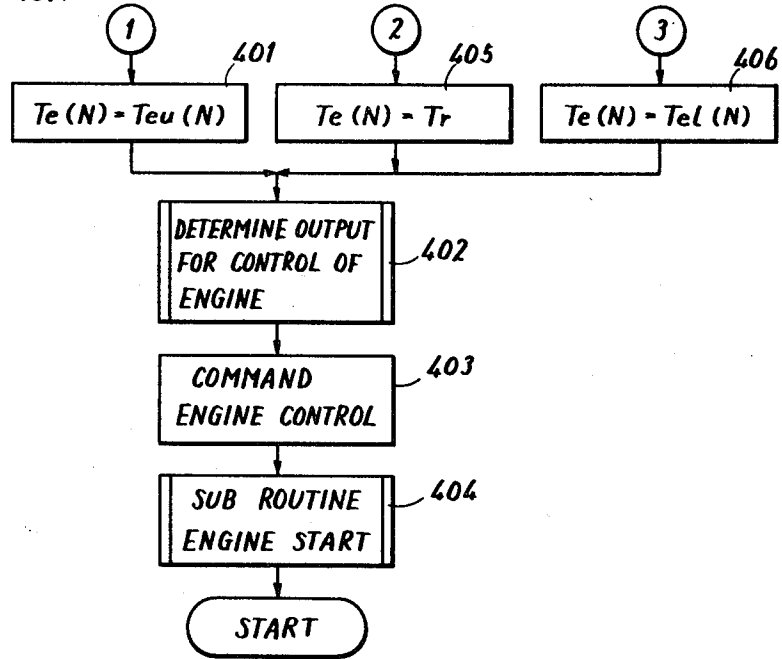 1
2
3
401
405
406
Te (N) = Teu (N)
Te (N) = Tr
Te (N) = Tel (N)
DETERMINE OUTPUT
FOR CONTROL OF
ENGINE
402
COMMAND
ENGINE CONTROL
403
SUB ROUTINE
ENGINE START
404
START